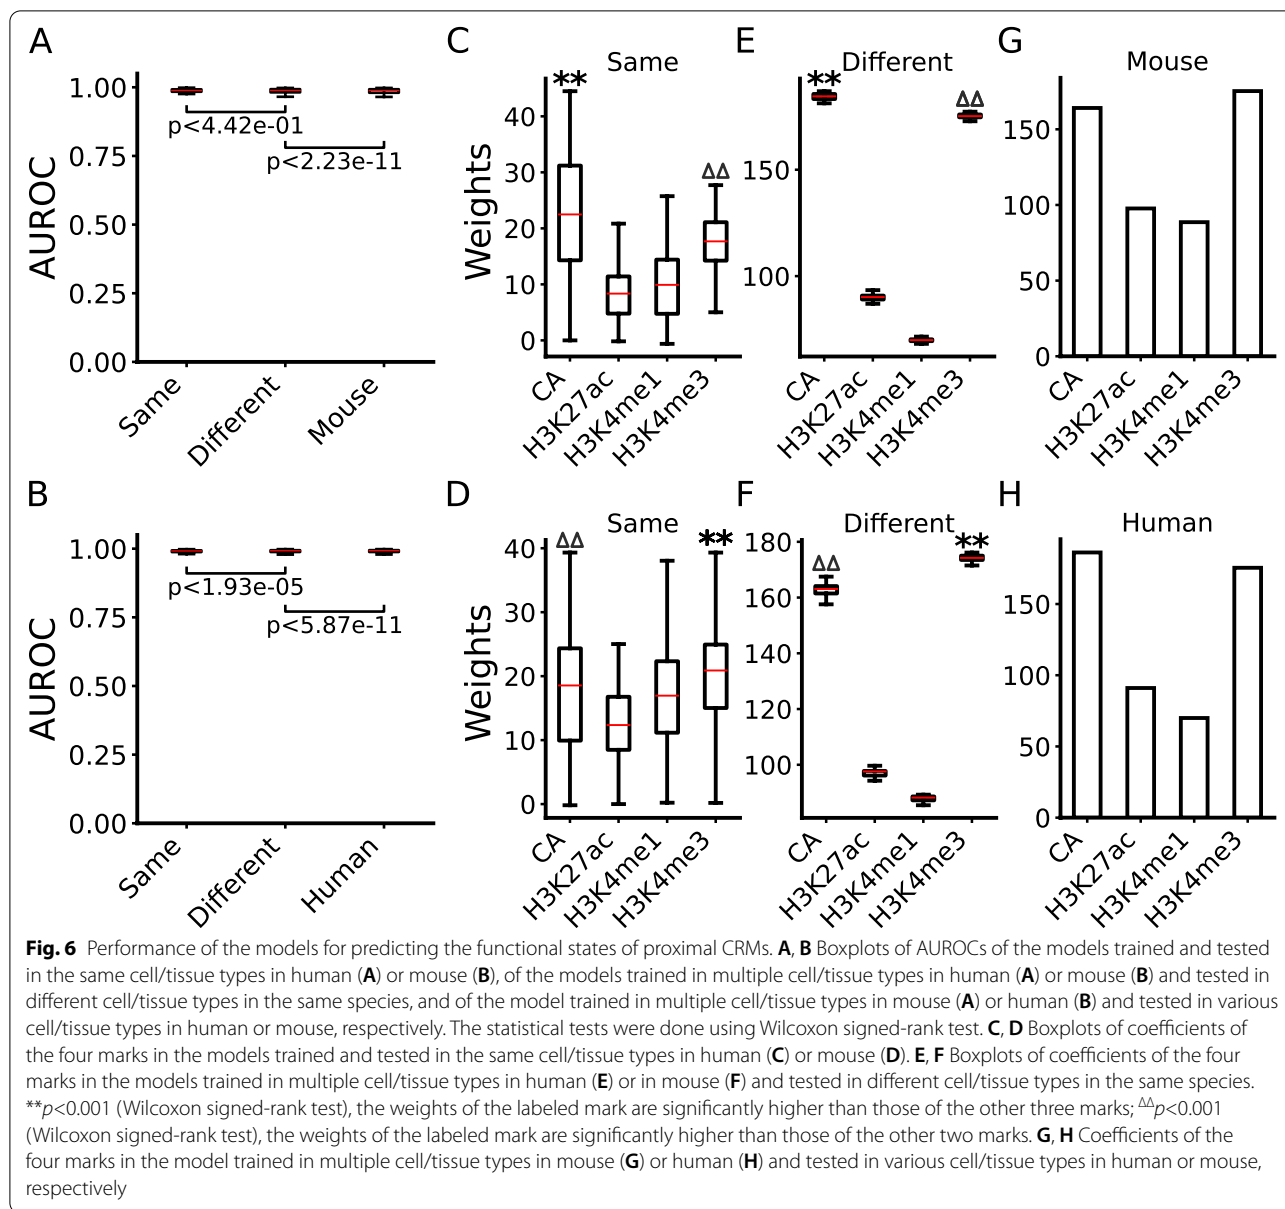 A
AUROC
1.00
0.75
0.50
0.25
0.00
p<4.42e-01
p<2.23e-11
Same
Different
Mouse
C
Same
Weights
40
30
20
10
0
**
ΔΔ
CA
H3K27ac
H3K4me1
H3K4me3
E
Different
150
100
**
ΔΔ
CA
H3K27ac
H3K4me1
H3K4me3
G
Mouse
150
100
50
0
CA
H3K27ac
H3K4me1
H3K4me3
B
AUROC
1.00
0.75
0.50
0.25
0.00
p<1.93e-05
p<5.87e-11
Same
Different
Human
D
Same
Weights
40
30
20
10
0
ΔΔ
**
CA
H3K27ac
H3K4me1
H3K4me3
F
Different
180
160
140
120
100
ΔΔ
**
CA
H3K27ac
H3K4me1
H3K4me3
H
Human
150
100
50
0
CA
H3K27ac
H3K4me1
H3K4me3
Fig. 6 Performance of the models for predicting the functional states of proximal CRMs. A, B Boxplots of AUROCs of the models trained and tested
in the same cell/tissue types in human (A) or mouse (B), of the models trained in multiple cell/tissue types in human (A) or mouse (B) and tested in
different cell/tissue types in the same species, and of the model trained in multiple cell/tissue types in mouse (A) or human (B) and tested in various
cell/tissue types in human or mouse, respectively. The statistical tests were done using Wilcoxon signed-rank test. C, D Boxplots of coefficients of
the four marks in the models trained and tested in the same cell/tissue types in human (C) or mouse (D). E, F Boxplots of coefficients of the four
marks in the models trained in multiple cell/tissue types in human (E) or in mouse (F) and tested in different cell/tissue types in the same species.
**p<0.001 (Wilcoxon signed-rank test), the weights of the labeled mark are significantly higher than those of the other three marks; ΔΔp<0.001
(Wilcoxon signed-rank test), the weights of the labeled mark are significantly higher than those of the other two marks. G, H Coefficients of the
four marks in the model trained in multiple cell/tissue types in mouse (G) or human (H) and tested in various cell/tissue types in human or mouse,
respectively